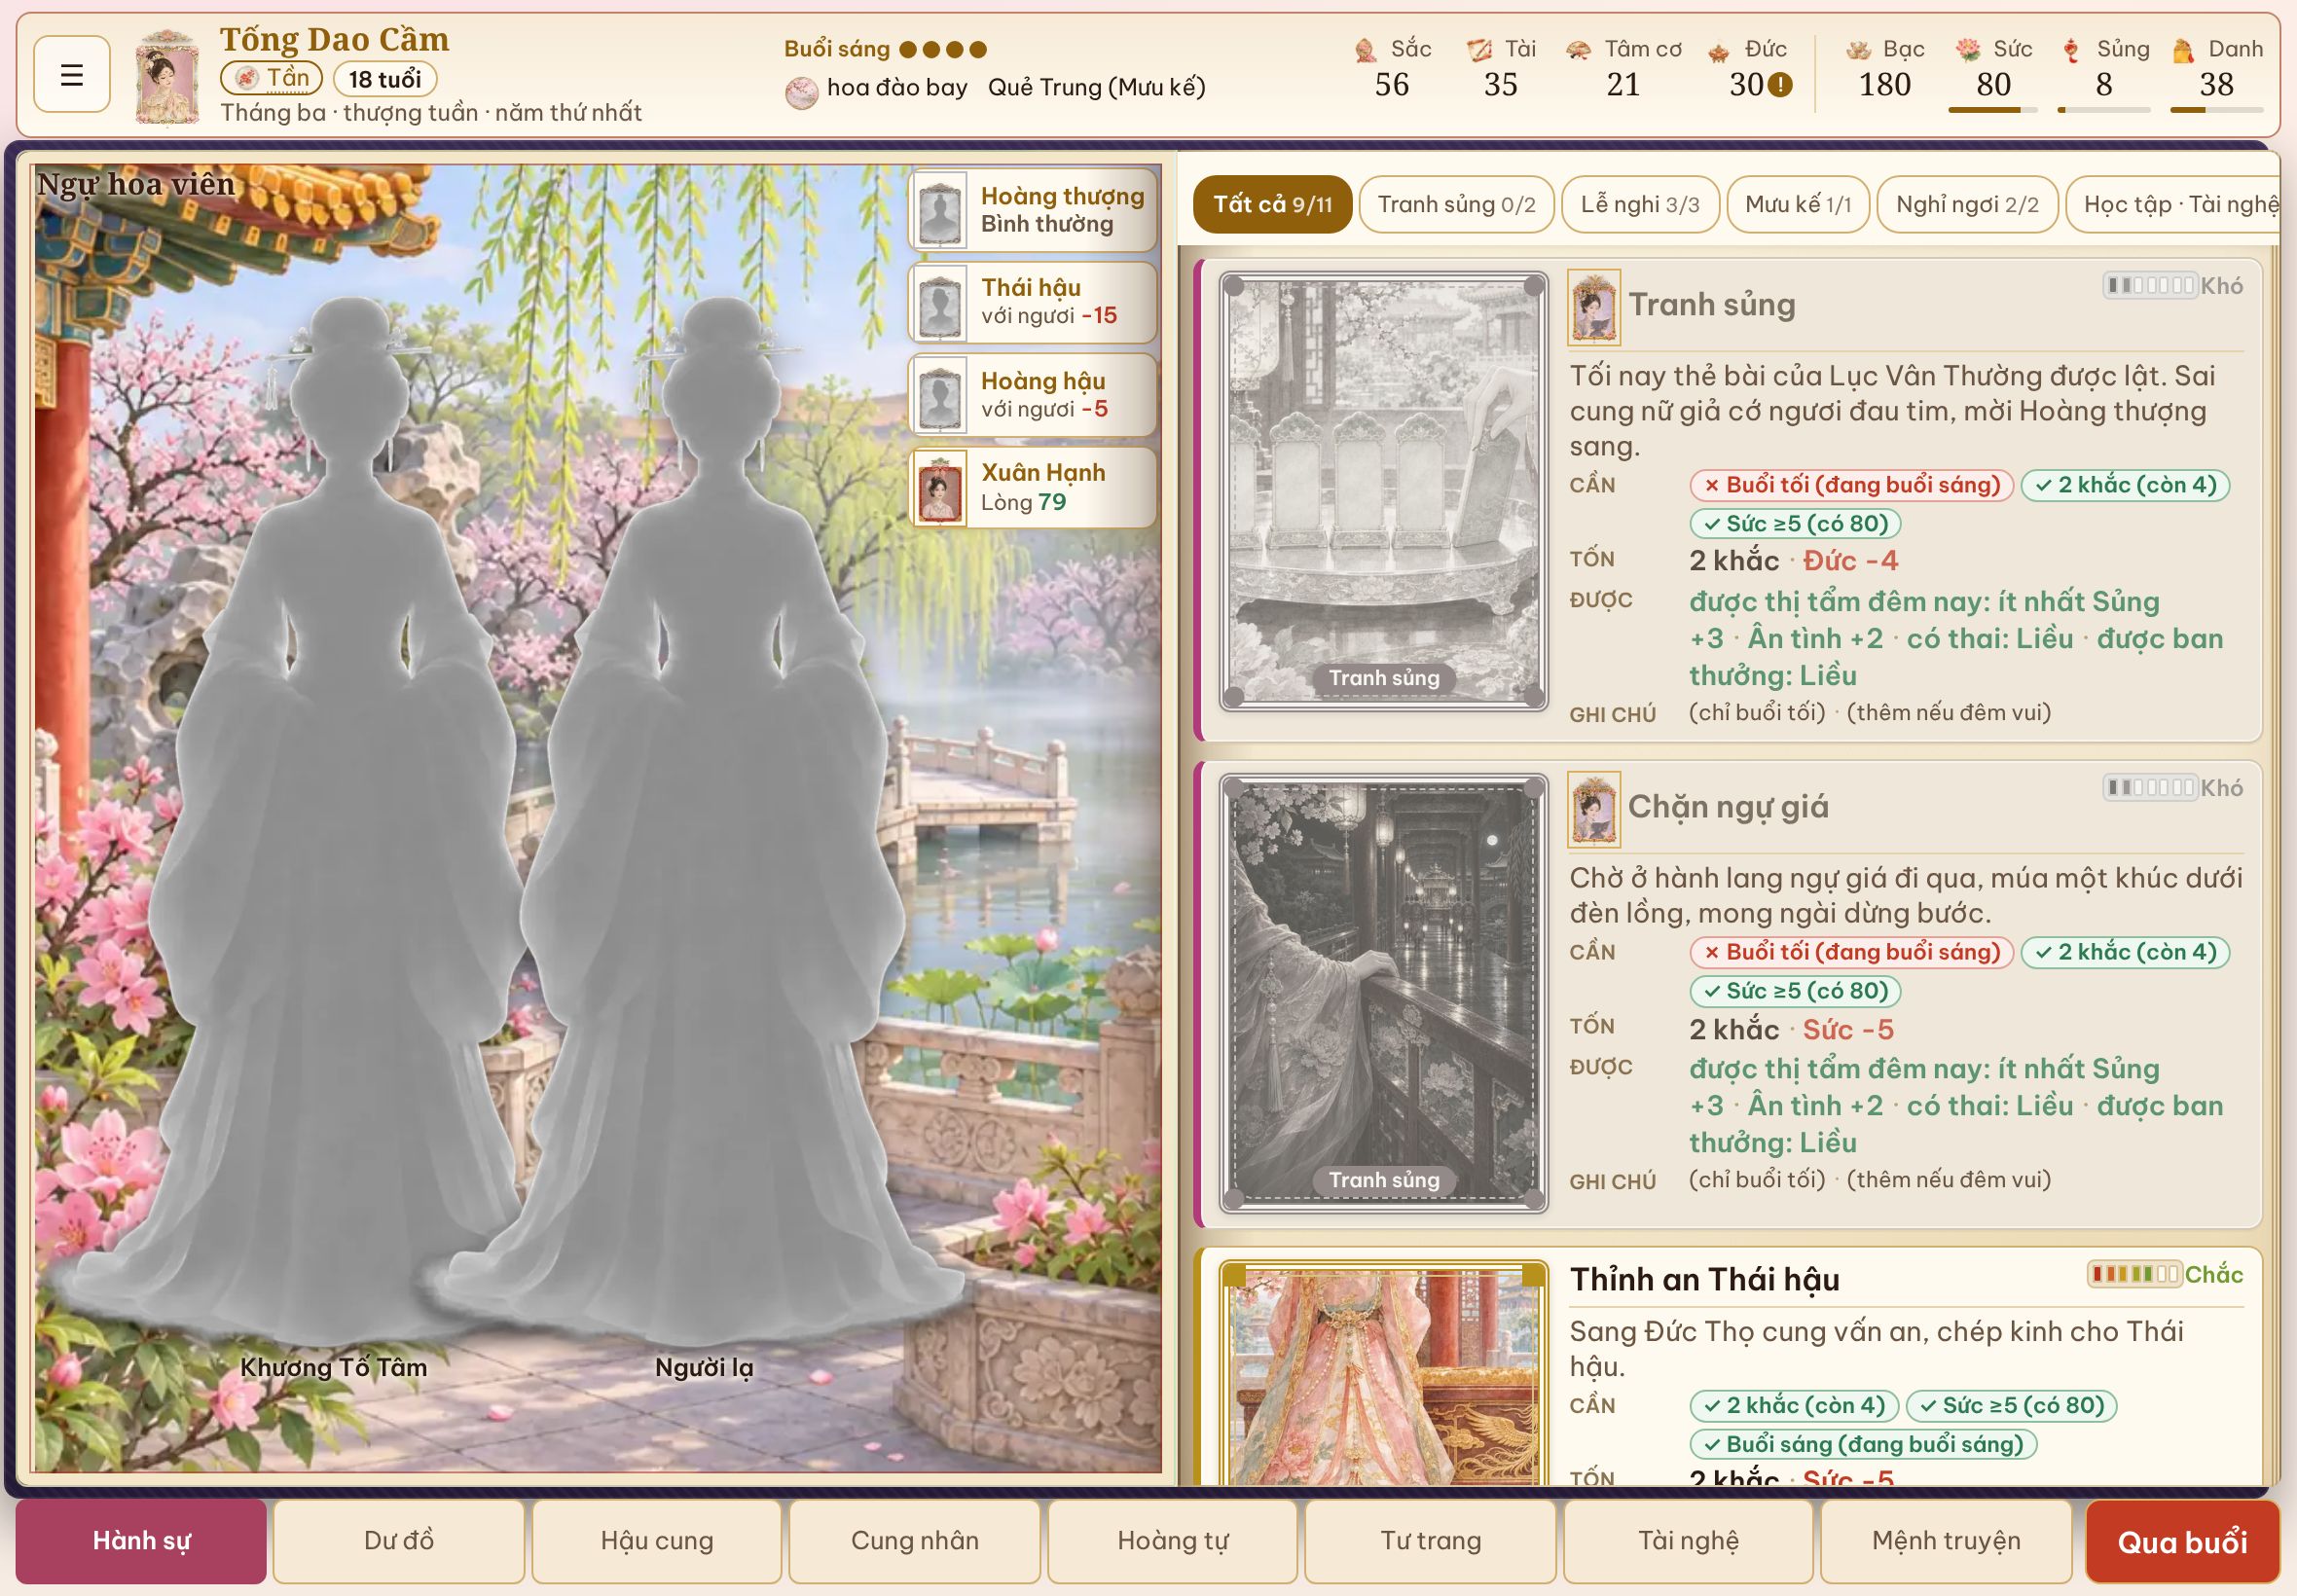 ☰
Tống Dao Cầm
Tần 18 tuổi
Tháng ba · thượng tuần · năm thứ nhất
Buổi sáng
hoa đào bay Quẻ Trung (Mưu kế)
Sắc Tài Tâm cơ Đức Bạc Sức Sủng Danh
56 35 21 30! 180 80 8 38
Ngự hoa viên
Hoàng thượng
Bình thường
Thái hậu
với ngươi -15
Hoàng hậu
với ngươi -5
Xuân Hạnh
Lòng 79
Khương Tố Tâm
Người lạ
Tất cả 9/11 Tranh sủng 0/2 Lễ nghi 3/3 Mưu kế 1/1 Nghỉ ngơi 2/2 Học tập · Tài nghệ
Tranh sủng
Khó
Tranh sủng
Tối nay thẻ bài của Lục Vân Thường được lật. Sai
cung nữ giả cớ ngươi đau tim, mời Hoàng thượng
sang.
CẦN × Buổi tối (đang buổi sáng) ✓ 2 khắc (còn 4)
✓ Sức ≥5 (có 80)
TỐN 2 khắc · Đức -4
ĐƯỢC được thị tẩm đêm nay: ít nhất Sủng
+3 · Ân tình +2 · có thai: Liều · được ban
thưởng: Liều
GHI CHÚ (chỉ buổi tối) · (thêm nếu đêm vui)
Chặn ngự giá
Khó
Tranh sủng
Chờ ở hành lang ngự giá đi qua, múa một khúc dưới
đèn lồng, mong ngài dừng bước.
CẦN × Buổi tối (đang buổi sáng) ✓ 2 khắc (còn 4)
✓ Sức ≥5 (có 80)
TỐN 2 khắc · Sức -5
ĐƯỢC được thị tẩm đêm nay: ít nhất Sủng
+3 · Ân tình +2 · có thai: Liều · được ban
thưởng: Liều
GHI CHÚ (chỉ buổi tối) · (thêm nếu đêm vui)
Thỉnh an Thái hậu
Chắc
Sang Đức Thọ cung vấn an, chép kinh cho Thái
hậu.
CẦN ✓ 2 khắc (còn 4) ✓ Sức ≥5 (có 80)
✓ Buổi sáng (đang buổi sáng)
TỐN 2 khắc · Sức -5
Hành sự Dư đồ Hậu cung Cung nhân Hoàng tự Tư trang Tài nghệ Mệnh truyện Qua buổi